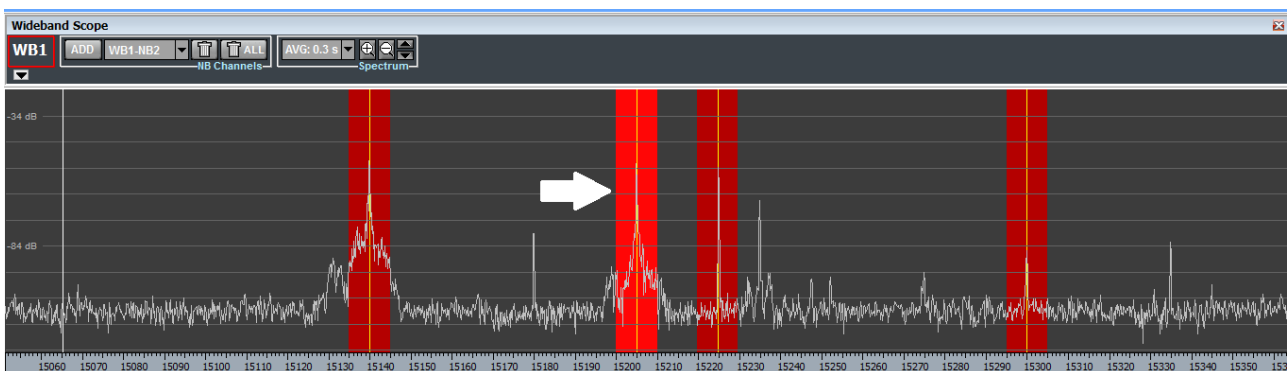 Wideband Scope
WB1 ADD WB1-NB2 ALL AVG: 0.3 s
NB Channels Spectrum
-34 dB
-84 dB
15060 15070 15080 15090 15100 15110 15120 15130 15140 15150 15160 15170 15180 15190 15200 15210 15220 15230 15240 15250 15260 15270 15280 15290 15300 15310 15320 15330 15340 15350